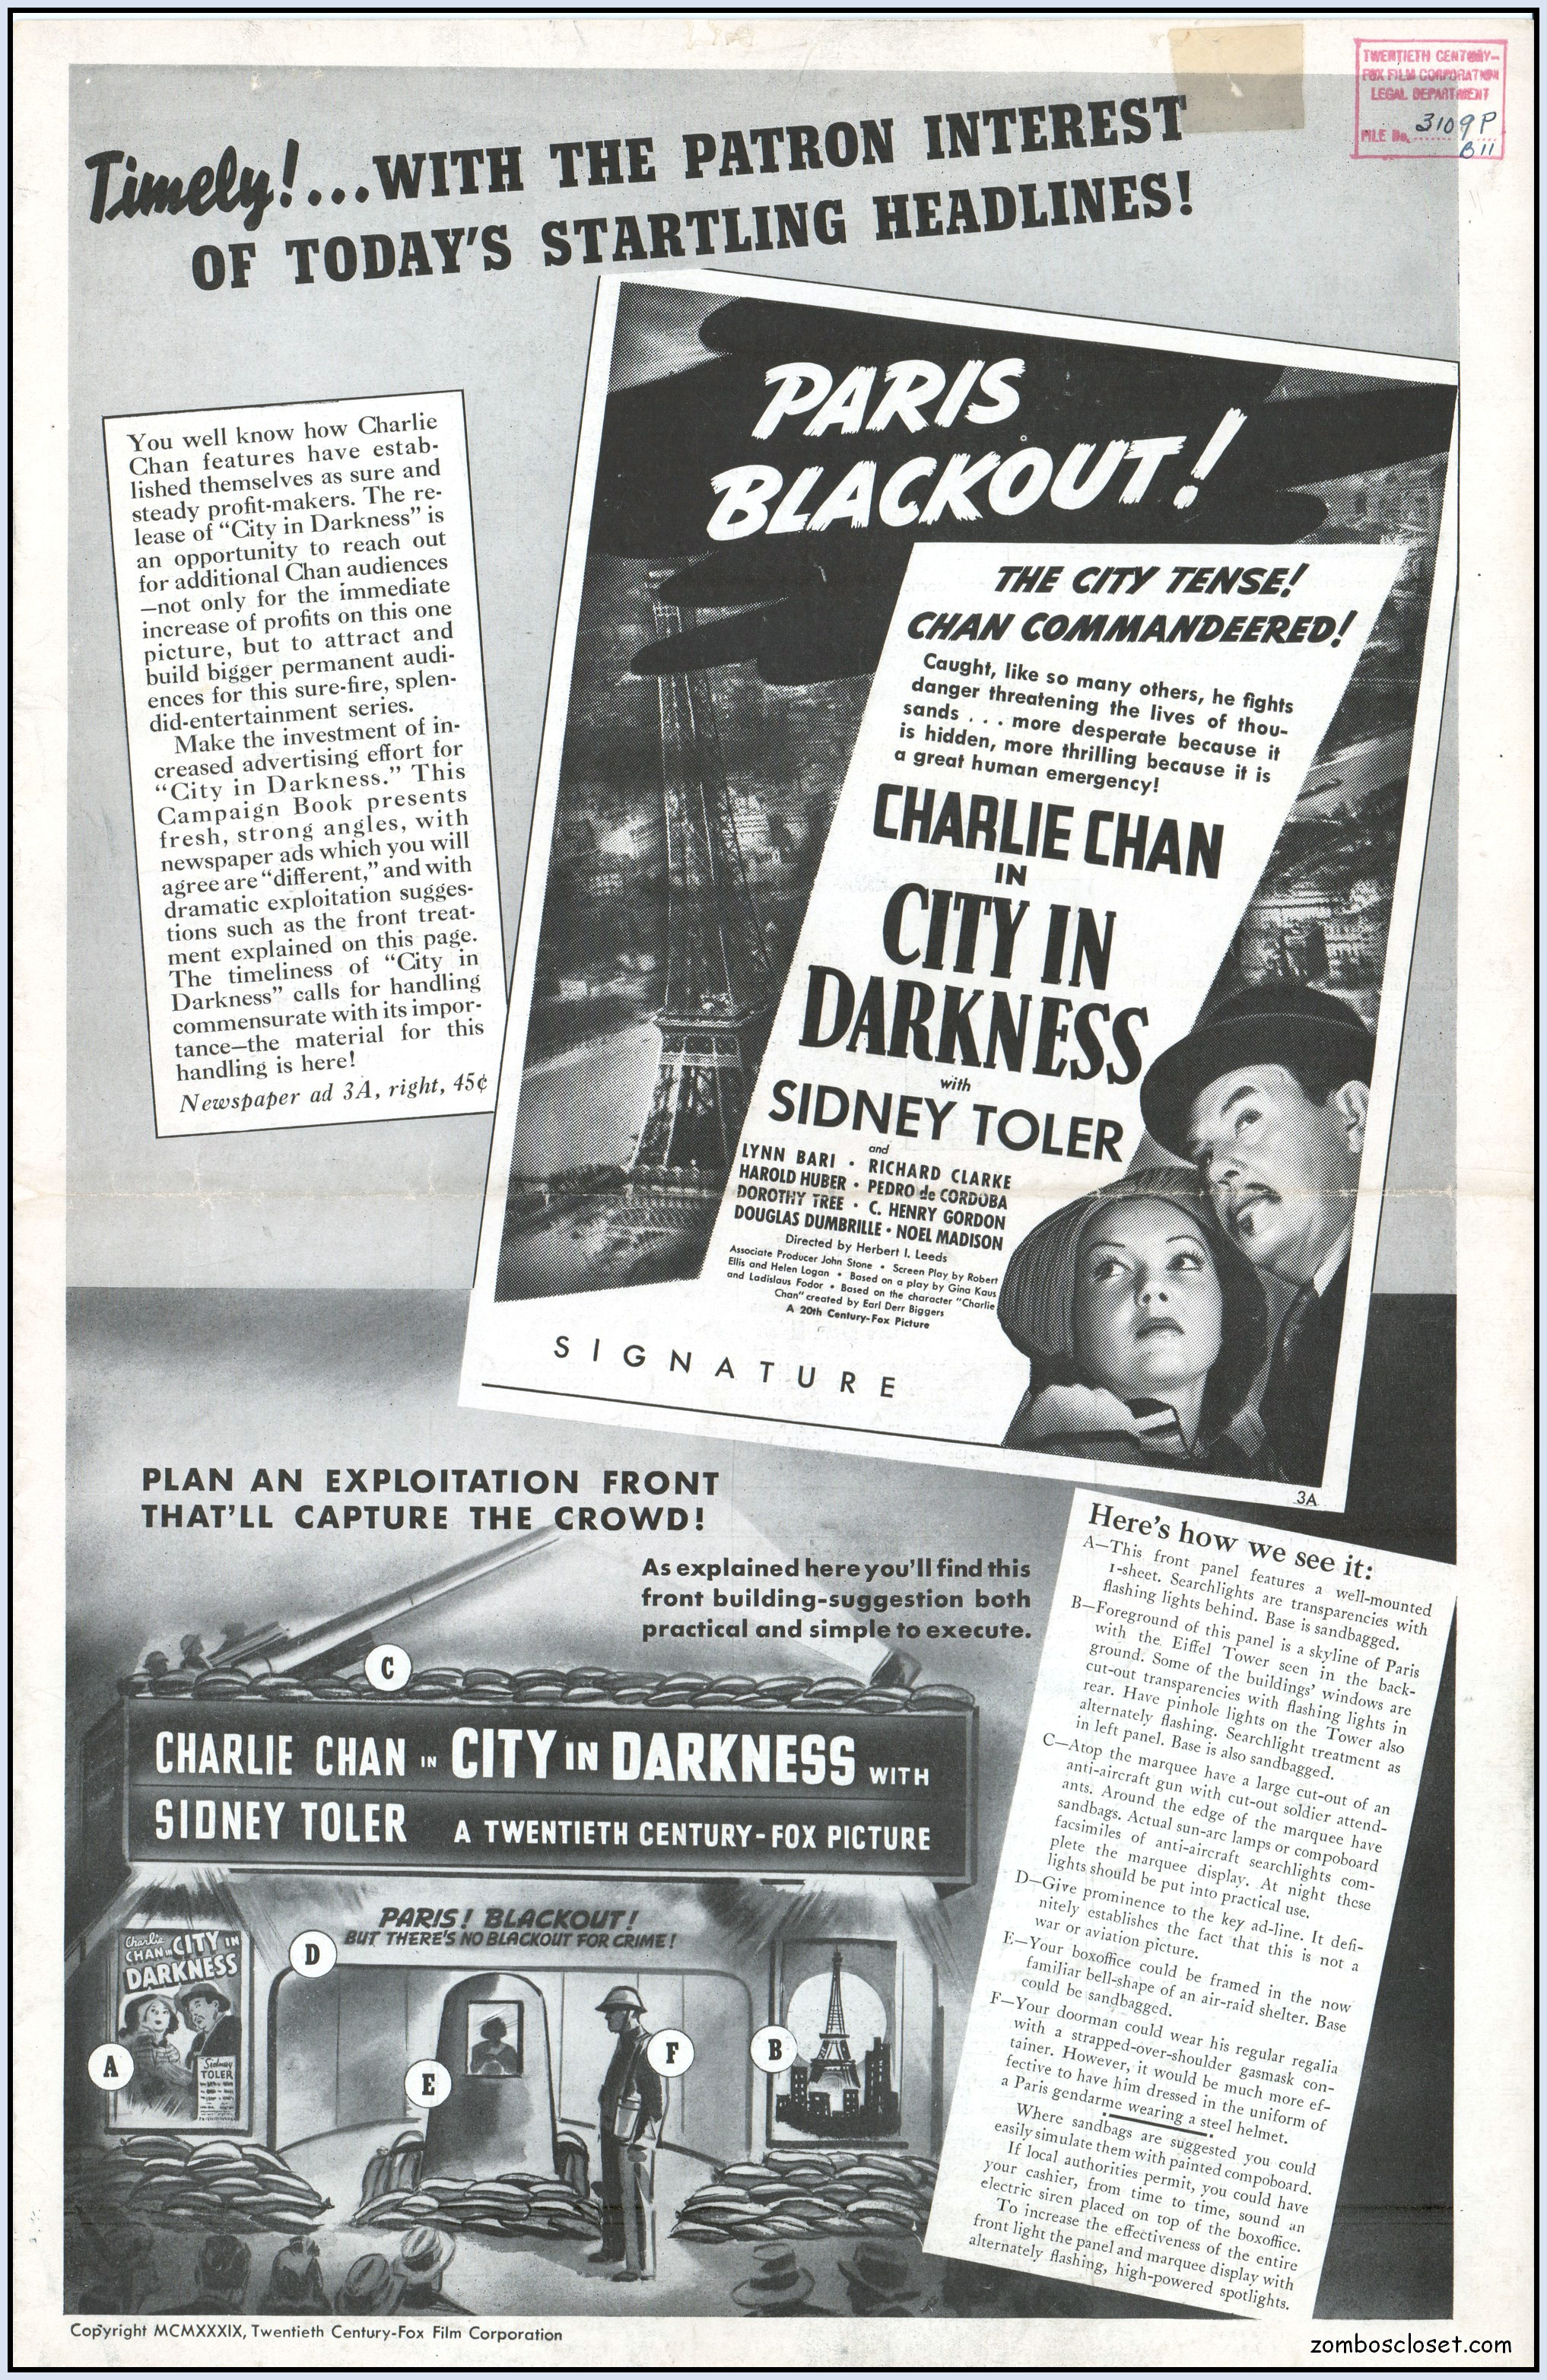 TWENTIETH CENTURY-
FOX FILM CORPORATION
LEGAL DEPARTMENT
FILE No. 3109P
B11
Timely!...WITH THE PATRON INTEREST
OF TODAY'S STARTLING HEADLINES!
You well know how Charlie
Chan features have estab-
lished themselves as sure and
steady profit-makers. The re-
lease of "City in Darkness" is
an opportunity to reach out
for additional Chan audiences
—not only for the immediate
increase of profits on this one
picture, but to attract and
build bigger permanent audi-
ences for this sure-fire, splen-
did-entertainment series.
Make the investment of in-
creased advertising effort for
"City in Darkness." This
Campaign Book presents
fresh, strong angles, with
newspaper ads which you will
agree are "different," and with
dramatic exploitation sugges-
tions such as the front treat-
ment explained on this page.
The timeliness of "City in
Darkness" calls for handling
commensurate with its impor-
tance—the material for this
handling is here!
Newspaper ad 3A, right, 45¢
PARIS
BLACKOUT!
THE CITY TENSE!
CHAN COMMANDEERED!
Caught, like so many others, he fights
danger threatening the lives of thou-
sands . . . more desperate because it
is hidden, more thrilling because it is
a great human emergency!
CHARLIE CHAN
IN
CITY IN
DARKNESS
with
SIDNEY TOLER
and
LYNN BARI • RICHARD CLARKE
HAROLD HUBER • PEDRO de CORDOBA
DOROTHY TREE • C. HENRY GORDON
DOUGLAS DUMBRILLE • NOEL MADISON
Directed by Herbert I. Leeds
Associate Producer John Stone • Screen Play by Robert
Ellis and Helen Logan • Based on a play by Gina Kaus
and Ladislaus Fodor • Based on the character "Charlie
Chan" created by Earl Derr Biggers
A 20th Century-Fox Picture
SIGNATURE
3A
PLAN AN EXPLOITATION FRONT
THAT'LL CAPTURE THE CROWD!
As explained here you'll find this
front building-suggestion both
practical and simple to execute.
C
CHARLIE CHAN IN CITY IN DARKNESS WITH
SIDNEY TOLER A TWENTIETH CENTURY-FOX PICTURE
PARIS! BLACKOUT!
BUT THERE'S NO BLACKOUT FOR CRIME!
D
Charlie
CHAN IN CITY IN
DARKNESS
Sidney
TOLER
A
E
F
B
Here's how we see it:
A—This front panel features a well-mounted
1-sheet. Searchlights are transparencies with
flashing lights behind. Base is sandbagged.
B—Foreground of this panel is a skyline of Paris
with the Eiffel Tower seen in the back-
ground. Some of the buildings' windows are
cut-out transparencies with flashing lights in
rear. Have pinhole lights on the Tower also
alternately flashing. Searchlight treatment as
in left panel. Base is also sandbagged.
C—Atop the marquee have a large cut-out of an
anti-aircraft gun with cut-out soldier attend-
ants. Around the edge of the marquee have
sandbags. Actual sun-arc lamps or compoboard
facsimiles of anti-aircraft searchlights com-
plete the marquee display. At night these
lights should be put into practical use.
D—Give prominence to the key ad-line. It defi-
nitely establishes the fact that this is not a
war or aviation picture.
E—Your boxoffice could be framed in the now
familiar bell-shape of an air-raid shelter. Base
could be sandbagged.
F—Your doorman could wear his regular regalia
with a strapped-over-shoulder gasmask con-
tainer. However, it would be much more ef-
fective to have him dressed in the uniform of
a Paris gendarme wearing a steel helmet.
Where sandbags are suggested you could
easily simulate them with painted compoboard.
If local authorities permit, you could have
your cashier, from time to time, sound an
electric siren placed on top of the boxoffice.
To increase the effectiveness of the entire
front light the panel and marquee display with
alternately flashing, high-powered spotlights.
Copyright MCMXXXIX, Twentieth Century-Fox Film Corporation
zomboscloset.com